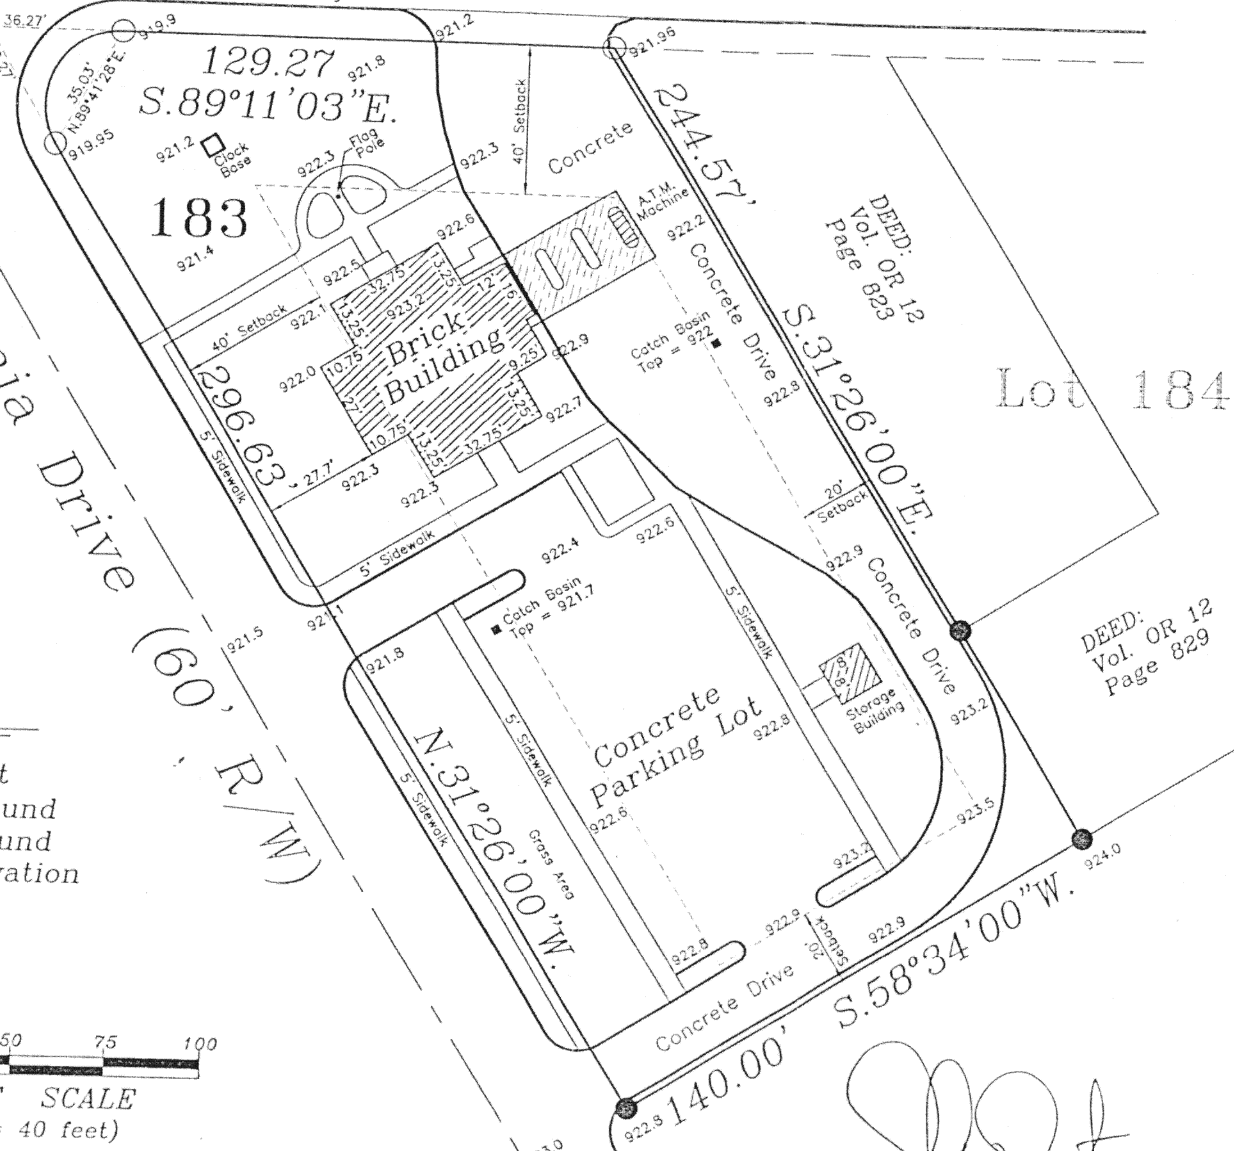 36.27'
919.9
921.2
921.96
35.03'
N.89°41'28"E.
129.27
S.89°11'03"E.
921.8
919.95
921.2
Clock
Base
Flag
Pole
922.3
922.3
40' Setback
Concrete
244.57'
A.T.M.
Machine
922.2
183
921.4
922.6
922.5
32.75'
13.25'
12'
16'
923.2
13.25'
922.1
40' Setback
Brick
Building
922.9
9.25'
10.75'
922.0
27'
13.25'
922.7
10.75'
13.25'
32.75'
296.63'
27.7'
922.3
922.3
5' Sidewalk
5' Sidewalk
Concrete Drive
Catch Basin
Top = 922
922.8
S.31°26'00"E.
DEED:
Vol. OR 12
Page 823
Lot 184
20'
Setback
922.9
Concrete Drive
922.6
922.4
Catch Basin
Top = 921.7
921.1
921.5
921.8
Drive (60' R/W)
5' Sidewalk
8'
8'
Storage
Building
923.2
DEED:
Vol. OR 12
Page 829
Concrete
Parking Lot
922.8
5' Sidewalk
922.6
N.31°26'00"W.
5' Sidewalk
Grass Area
923.5
923.2
924.0
922.9
20'
Setback
922.9
922.8
Concrete Drive
S.58°34'00"W.
140.00'
922.8
50
75
100
SCALE
40 feet)